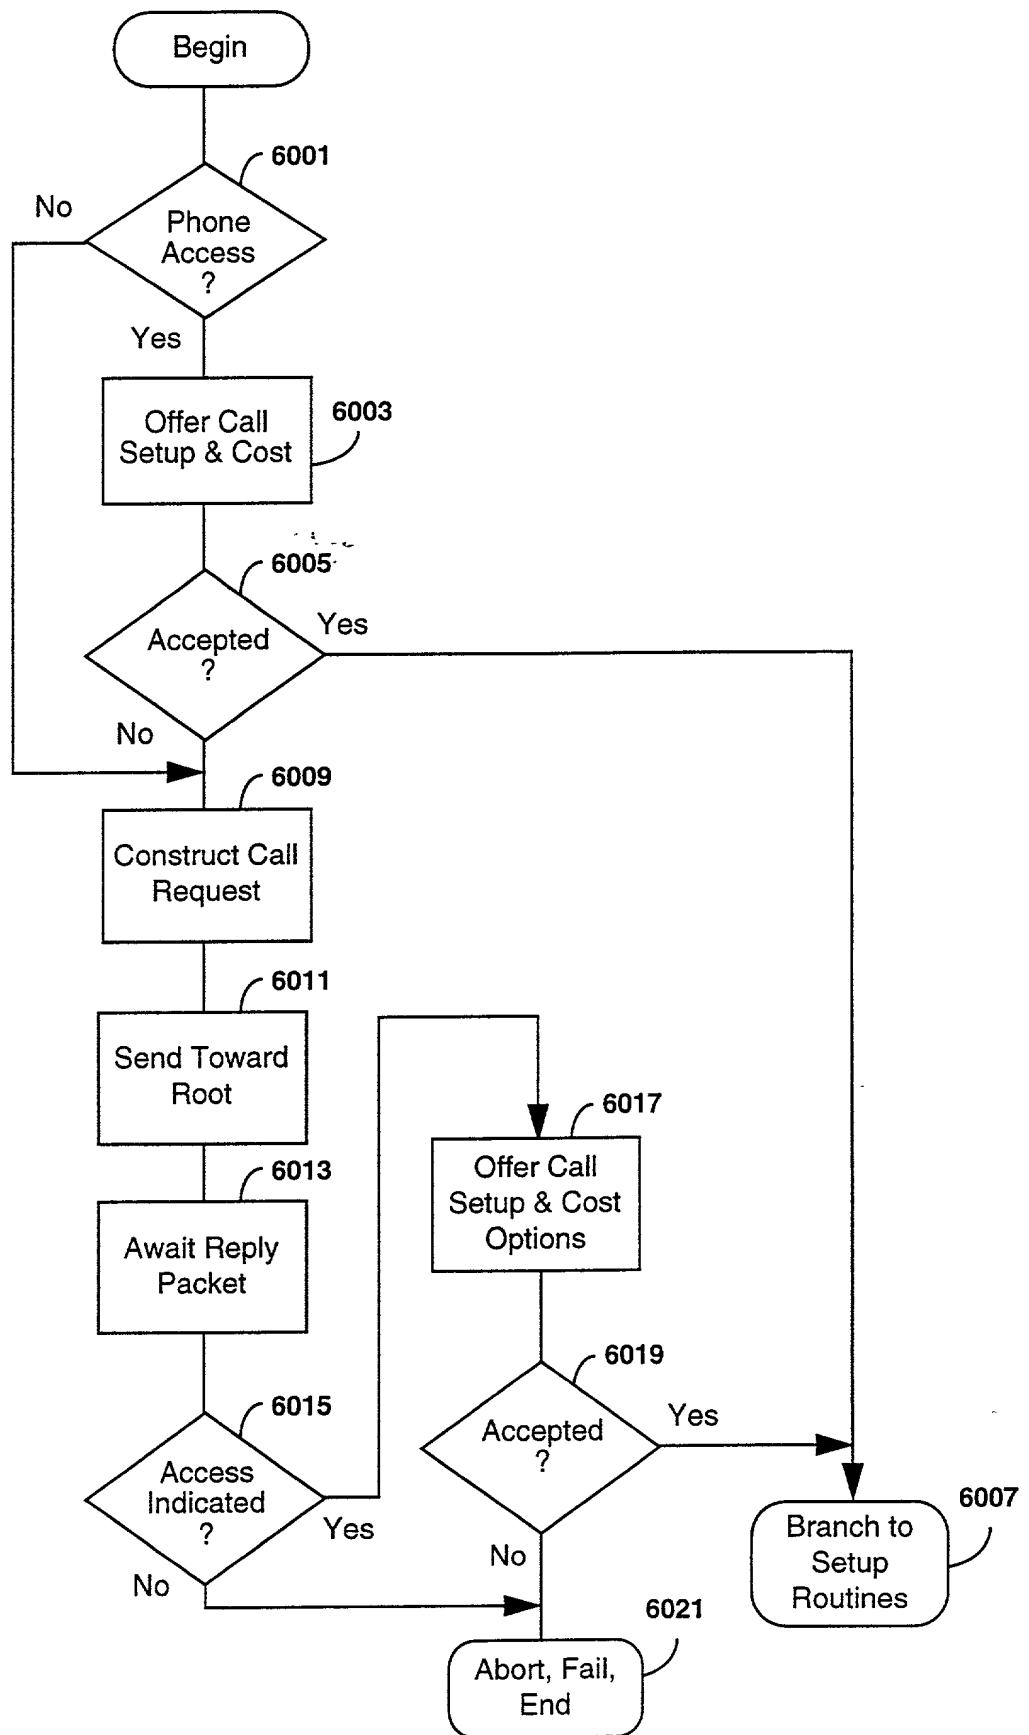 Begin
6001
No
Phone
Access
?
Yes
Offer Call
Setup & Cost
6003
6005
Accepted
?
Yes
No
6009
Construct Call
Request
6011
Send Toward
Root
6013
Await Reply
Packet
6015
Access
Indicated
?
Yes
No
6017
Offer Call
Setup & Cost
Options
6019
Accepted
?
Yes
No
6007
Branch to
Setup
Routines
6021
Abort, Fail,
End